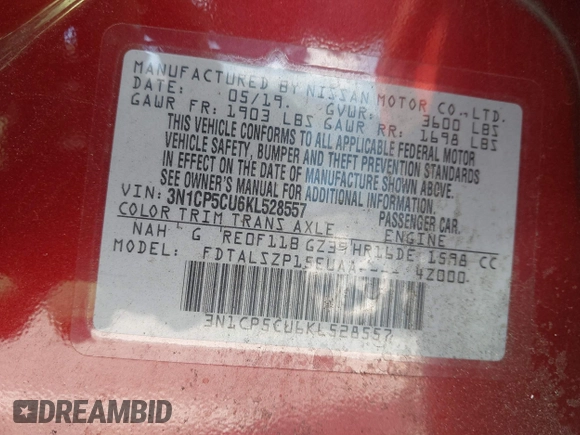 MANUFACTURED BY NISSAN MOTOR CO., LTD.
DATE: 05/19. GVWR: 3600 LBS
GAWR FR: 1903 LBS GAWR RR: 1698 LBS
THIS VEHICLE CONFORMS TO ALL APPLICABLE FEDERAL MOTOR
VEHICLE SAFETY, BUMPER AND THEFT PREVENTION STANDARDS
IN EFFECT ON THE DATE OF MANUFACTURE SHOWN ABOVE.
SEE OWNER'S MANUAL FOR ADDITIONAL INFORMATION.
VIN: 3N1CP5CU6KL528557 PASSENGER CAR.
COLOR TRIM TRANS AXLE ENGINE
NAH G RE0F11B GZ39 HR16DE 1598 CC
MODEL: 4Z000
3N1CP5CU6KL528557
DREAMBID